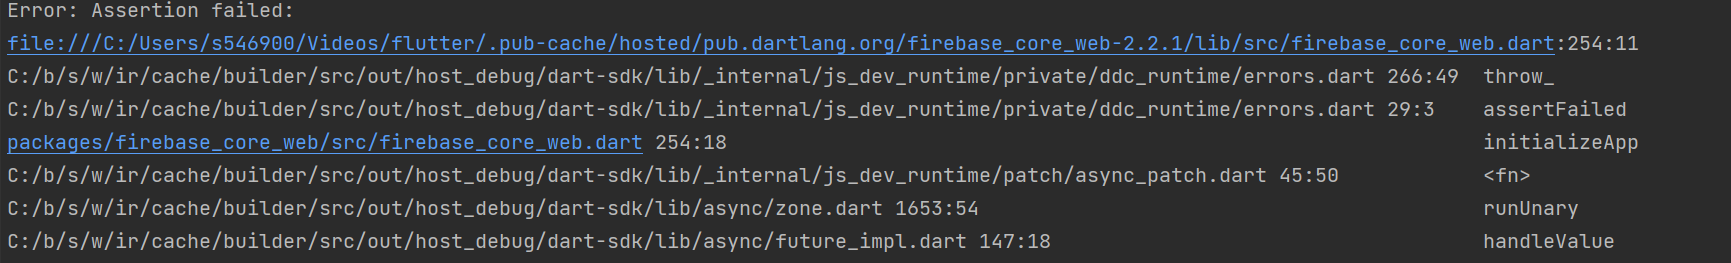 Error: Assertion failed:
file:///C:/Users/s546900/Videos/flutter/.pub-cache/hosted/pub.dartlang.org/firebase_core_web-2.2.1/lib/src/firebase_core_web.dart:254:11
C:/b/s/w/ir/cache/builder/src/out/host_debug/dart-sdk/lib/_internal/js_dev_runtime/private/ddc_runtime/errors.dart 266:49  throw_
C:/b/s/w/ir/cache/builder/src/out/host_debug/dart-sdk/lib/_internal/js_dev_runtime/private/ddc_runtime/errors.dart 29:3    assertFailed
packages/firebase_core_web/src/firebase_core_web.dart 254:18                                                               initializeApp
C:/b/s/w/ir/cache/builder/src/out/host_debug/dart-sdk/lib/_internal/js_dev_runtime/patch/async_patch.dart 45:50            <fn>
C:/b/s/w/ir/cache/builder/src/out/host_debug/dart-sdk/lib/async/zone.dart 1653:54                                          runUnary
C:/b/s/w/ir/cache/builder/src/out/host_debug/dart-sdk/lib/async/future_impl.dart 147:18                                    handleValue